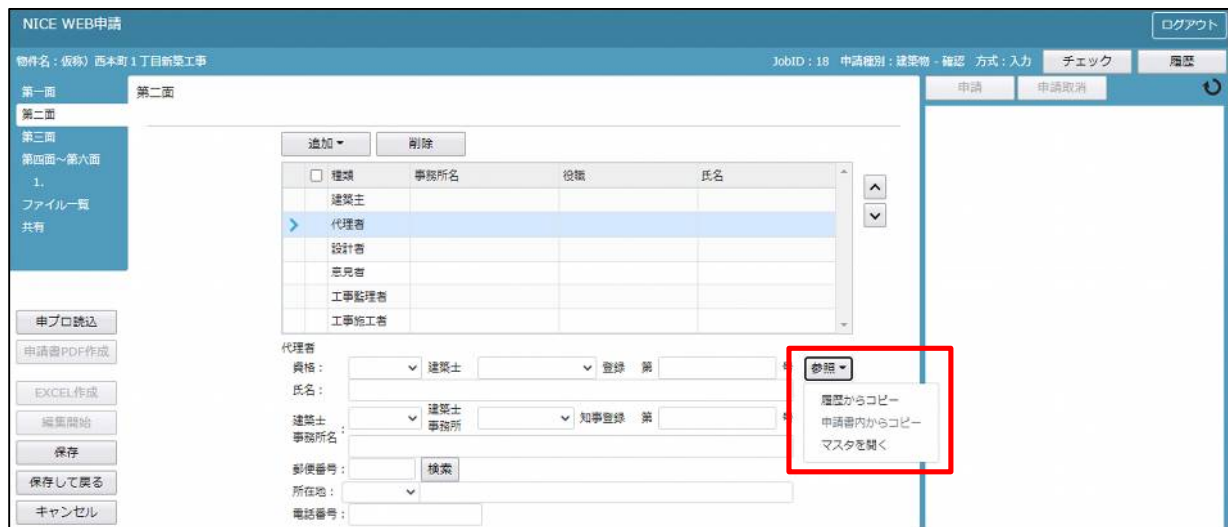 NICE WEB申請
ログアウト
物件名：仮称）西本町１丁目新築工事
JobID：18 申請種別：建築物 - 確認 方式：入力
チェック
履歴
第一面
第二面
第三面
第四面～第六面
1.
ファイル一覧
共有
第二面
申請
申請取消
追加
削除
種類 事務所名 役職 氏名
建築主
代理者
設計者
意見者
工事監理者
工事施工者
申プロ読込
申請書PDF作成
EXCEL作成
編集開始
保存
保存して戻る
キャンセル
代理者
資格： 建築士 登録 第 号
参照
氏名：
履歴からコピー
申請書内からコピー
マスタを開く
建築士事務所名： 建築士事務所 知事登録 第 号
郵便番号： 検索
所在地：
電話番号：